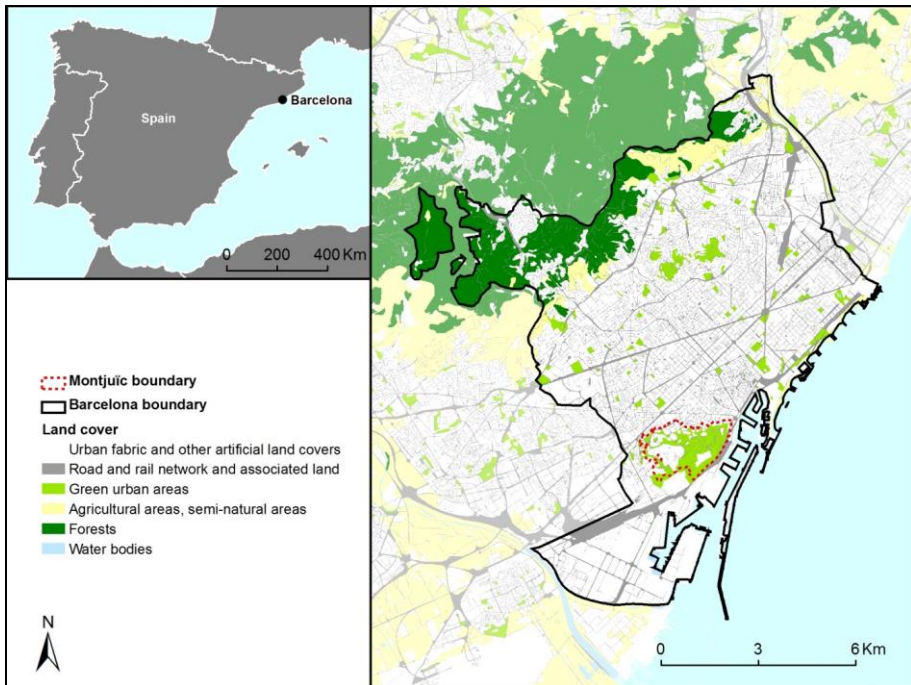 Barcelona
Spain
0 200 400 Km
Montjuïc boundary
Barcelona boundary
Land cover
Urban fabric and other artificial land covers
Road and rail network and associated land
Green urban areas
Agricultural areas, semi-natural areas
Forests
Water bodies
N
0 3 6 Km